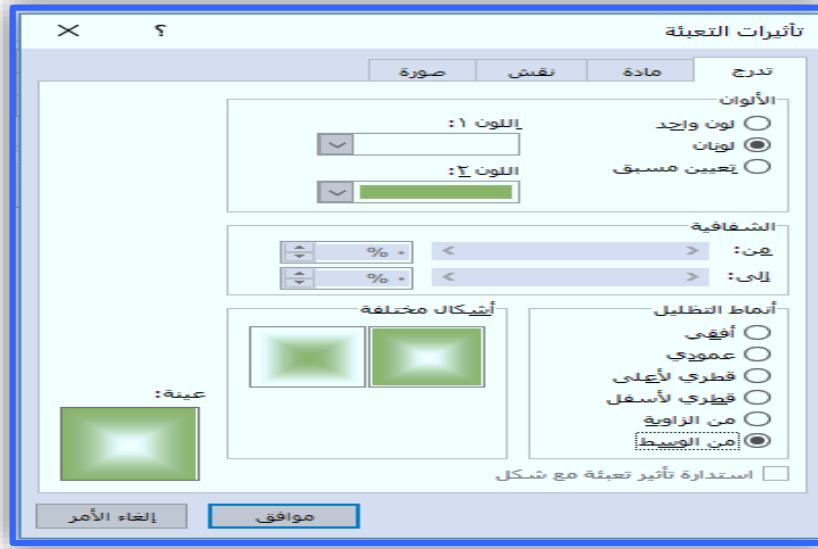 تأثيرات التعبئة ؟
تدرج مادة نقش صورة
الألوان
لون واحد
لونان
تعيين مسبق
اللون ١:
اللون ٢:
الشفافية
من: ٠ %
إلى: ٠ %
أنماط التظليل
أفقي
عمودي
قطري لأعلى
قطري لأسفل
من الزاوية
من الوسط
أشكال مختلفة
عينة:
استدارة تأثير تعبئة مع شكل
موافق إلغاء الأمر